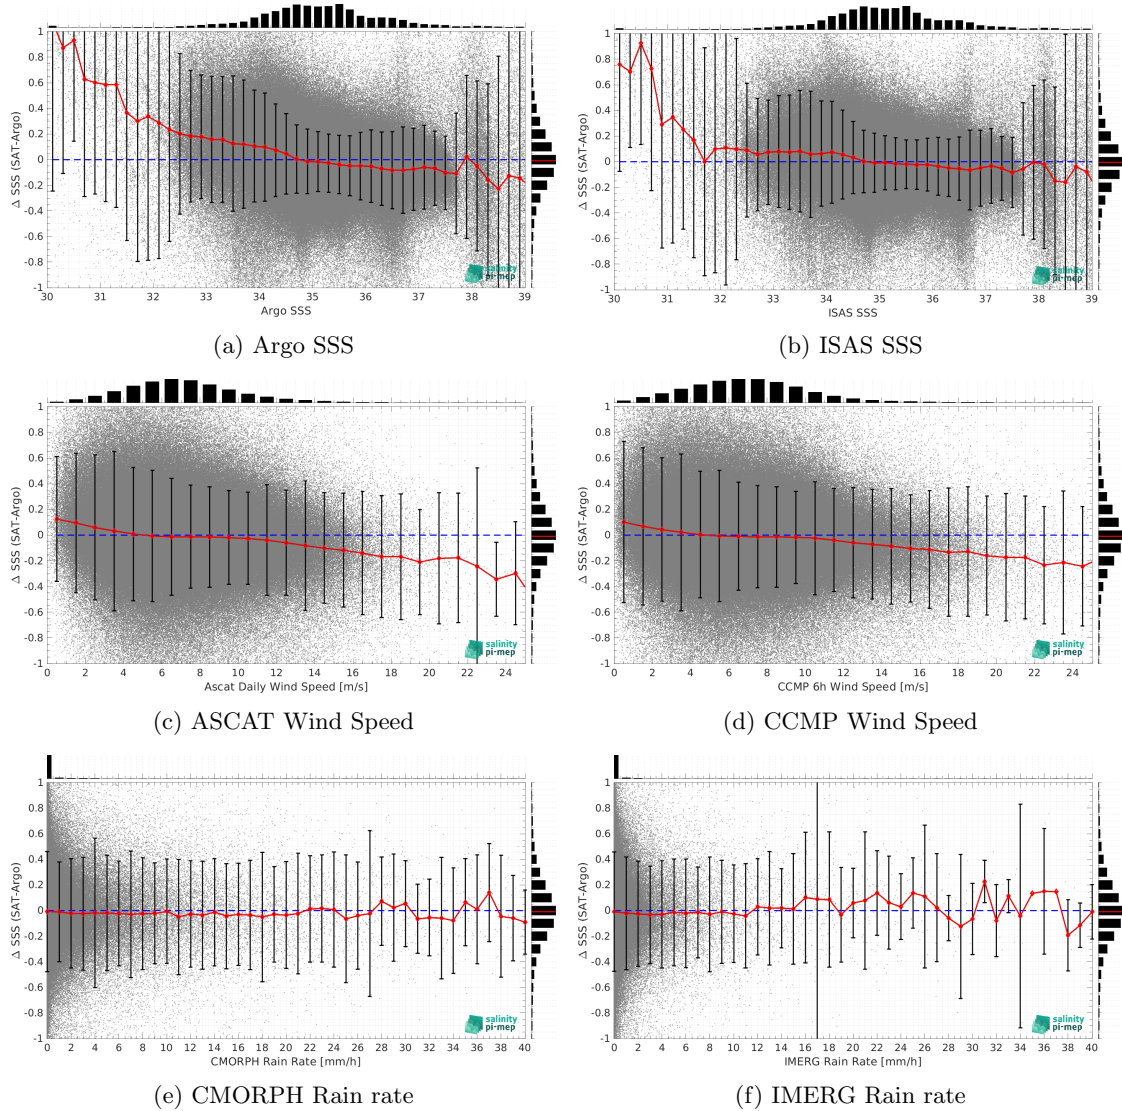 1
0.8
0.6
0.4
0.2
0
-0.2
-0.4
-0.6
-0.8
-1
Δ SSS (SAT-Argo)
salinity
pi-mep
30 31 32 33 34 35 36 37 38 39
Argo SSS
(a) Argo SSS
1
0.8
0.6
0.4
0.2
0
-0.2
-0.4
-0.6
-0.8
-1
Δ SSS (SAT-Argo)
salinity
pi-mep
30 31 32 33 34 35 36 37 38 39
ISAS SSS
(b) ISAS SSS
1
0.8
0.6
0.4
0.2
0
-0.2
-0.4
-0.6
-0.8
-1
Δ SSS (SAT-Argo)
salinity
pi-mep
0 2 4 6 8 10 12 14 16 18 20 22 24
Ascat Daily Wind Speed [m/s]
(c) ASCAT Wind Speed
1
0.8
0.6
0.4
0.2
0
-0.2
-0.4
-0.6
-0.8
-1
Δ SSS (SAT-Argo)
salinity
pi-mep
0 2 4 6 8 10 12 14 16 18 20 22 24
CCMP 6h Wind Speed [m/s]
(d) CCMP Wind Speed
1
0.8
0.6
0.4
0.2
0
-0.2
-0.4
-0.6
-0.8
-1
Δ SSS (SAT-Argo)
salinity
pi-mep
0 2 4 6 8 10 12 14 16 18 20 22 24 26 28 30 32 34 36 38 40
CMORPH Rain Rate [mm/h]
(e) CMORPH Rain rate
1
0.8
0.6
0.4
0.2
0
-0.2
-0.4
-0.6
-0.8
-1
Δ SSS (SAT-Argo)
salinity
pi-mep
0 2 4 6 8 10 12 14 16 18 20 22 24 26 28 30 32 34 36 38 40
IMERG Rain Rate [mm/h]
(f) IMERG Rain rate